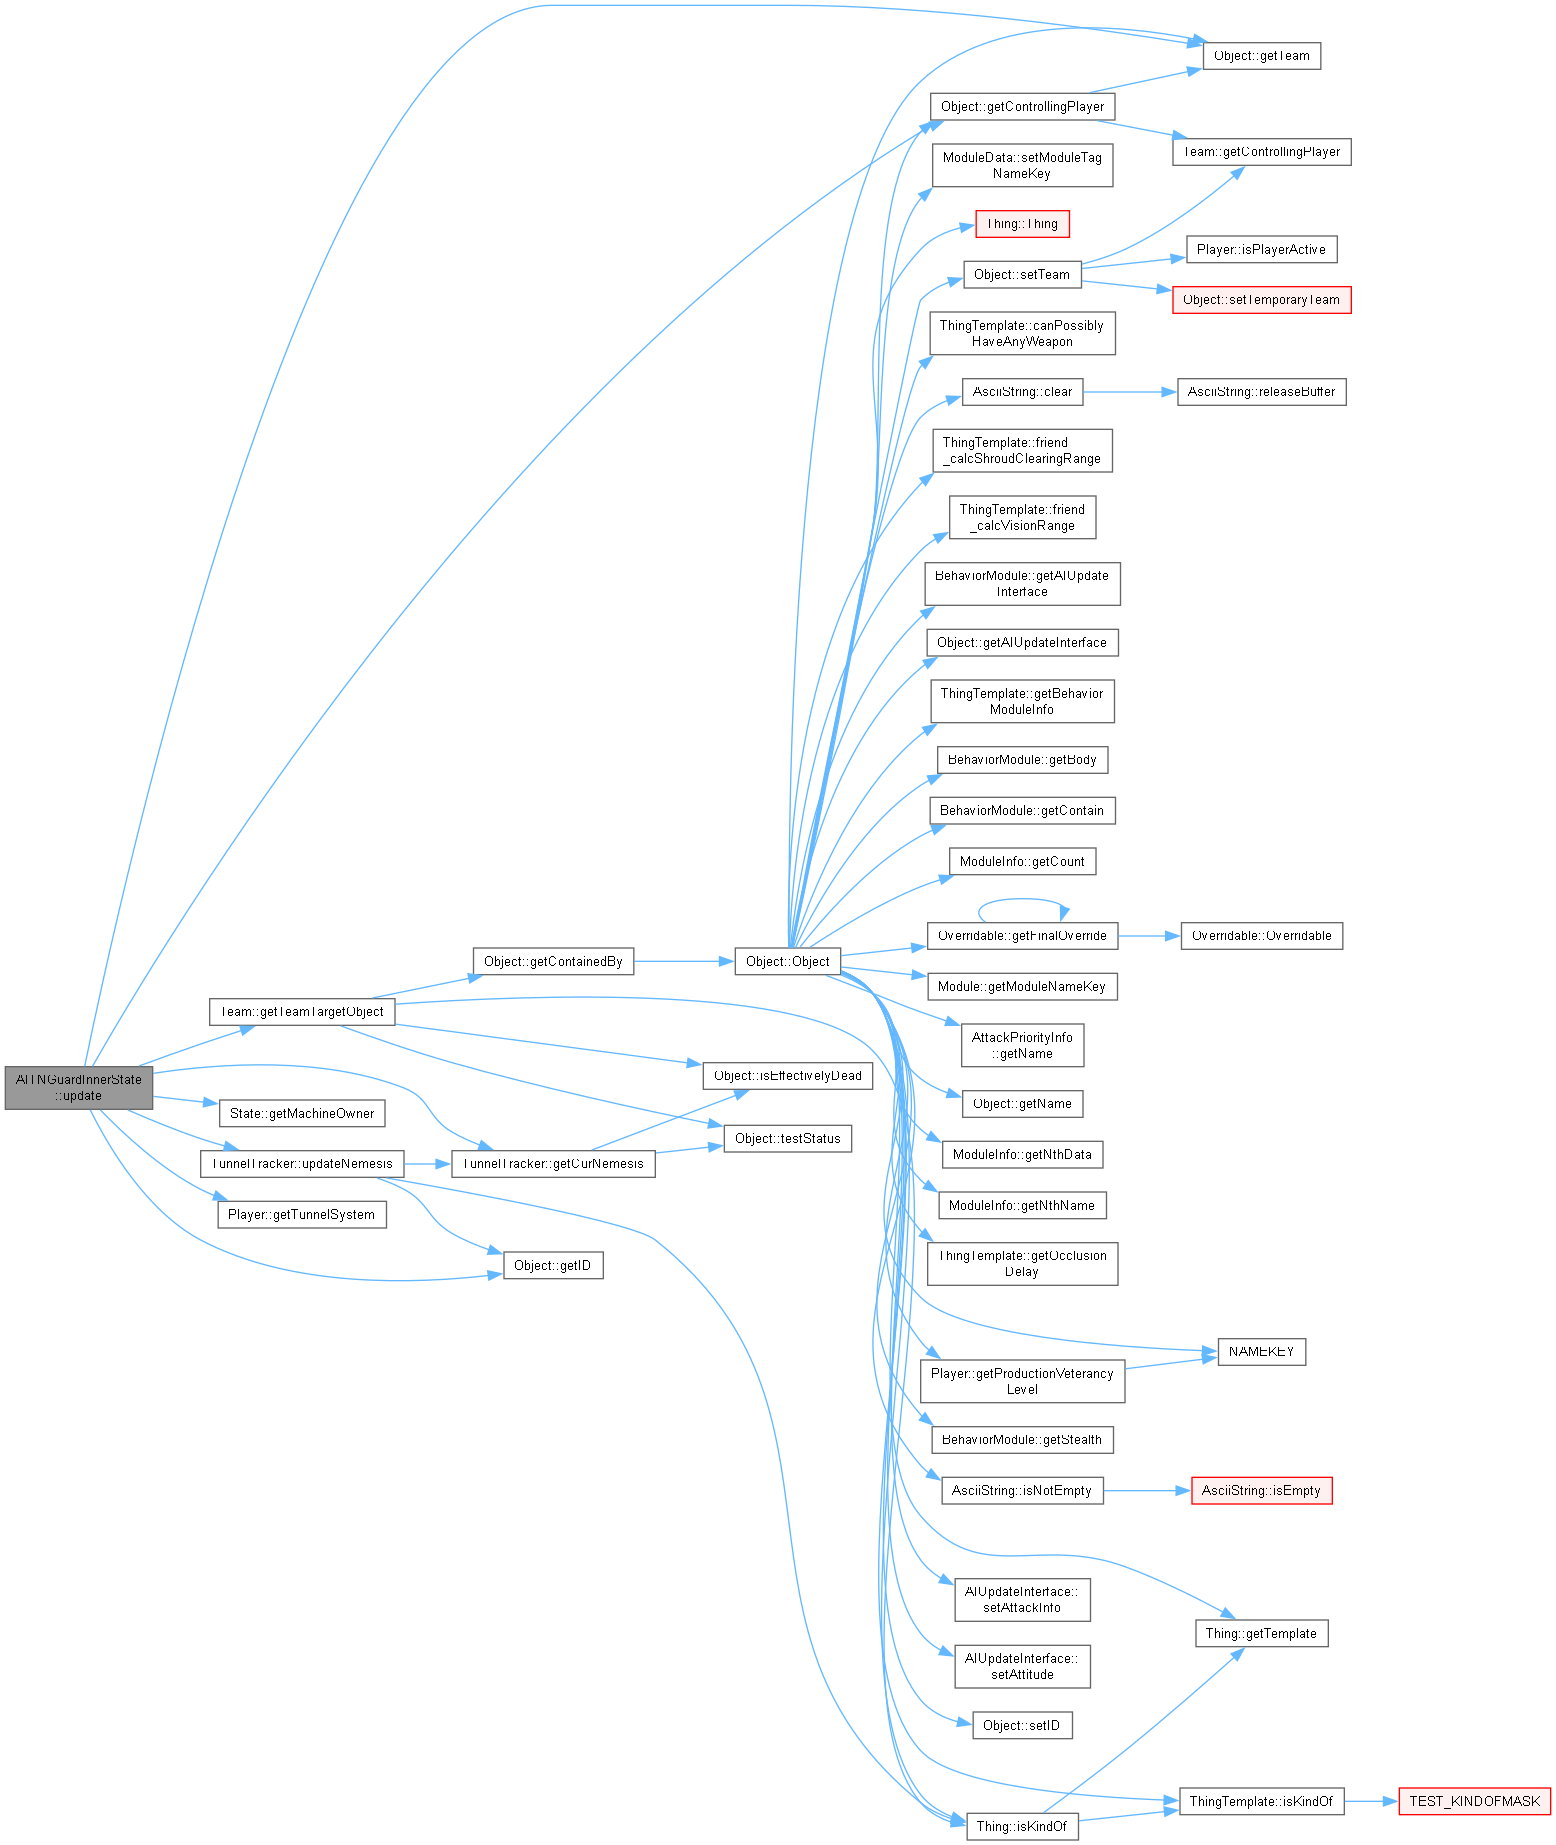 AITNGuardInnerState
::update
Object::getTeam
Object::getControllingPlayer
Team::getControllingPlayer
ModuleData::setModuleTag
NameKey
Thing::Thing
Object::setTeam
Player::isPlayerActive
Object::setTemporaryTeam
ThingTemplate::canPossibly
HaveAnyWeapon
AsciiString::clear
AsciiString::releaseBuffer
ThingTemplate::friend
_calcShroudClearingRange
ThingTemplate::friend
_calcVisionRange
BehaviorModule::getAIUpdate
Interface
Object::getAIUpdateInterface
ThingTemplate::getBehavior
ModuleInfo
BehaviorModule::getBody
BehaviorModule::getContain
ModuleInfo::getCount
Overridable::getFinalOverride
Overridable::Overridable
Object::getContainedBy
Object::Object
Module::getModuleNameKey
Team::getTeamTargetObject
AttackPriorityInfo
::getName
Object::isEffectivelyDead
State::getMachineOwner
Object::getName
Object::testStatus
TunnelTracker::updateNemesis
TunnelTracker::getCurNemesis
ModuleInfo::getNthData
Player::getTunnelSystem
ModuleInfo::getNthName
Object::getID
ThingTemplate::getOcclusion
Delay
NAMEKEY
Player::getProductionVeterancy
Level
BehaviorModule::getStealth
AsciiString::isNotEmpty
AsciiString::isEmpty
AIUpdateInterface::
setAttackInfo
Thing::getTemplate
AIUpdateInterface::
setAttitude
Object::setID
ThingTemplate::isKindOf
TEST_KINDOFMASK
Thing::isKindOf